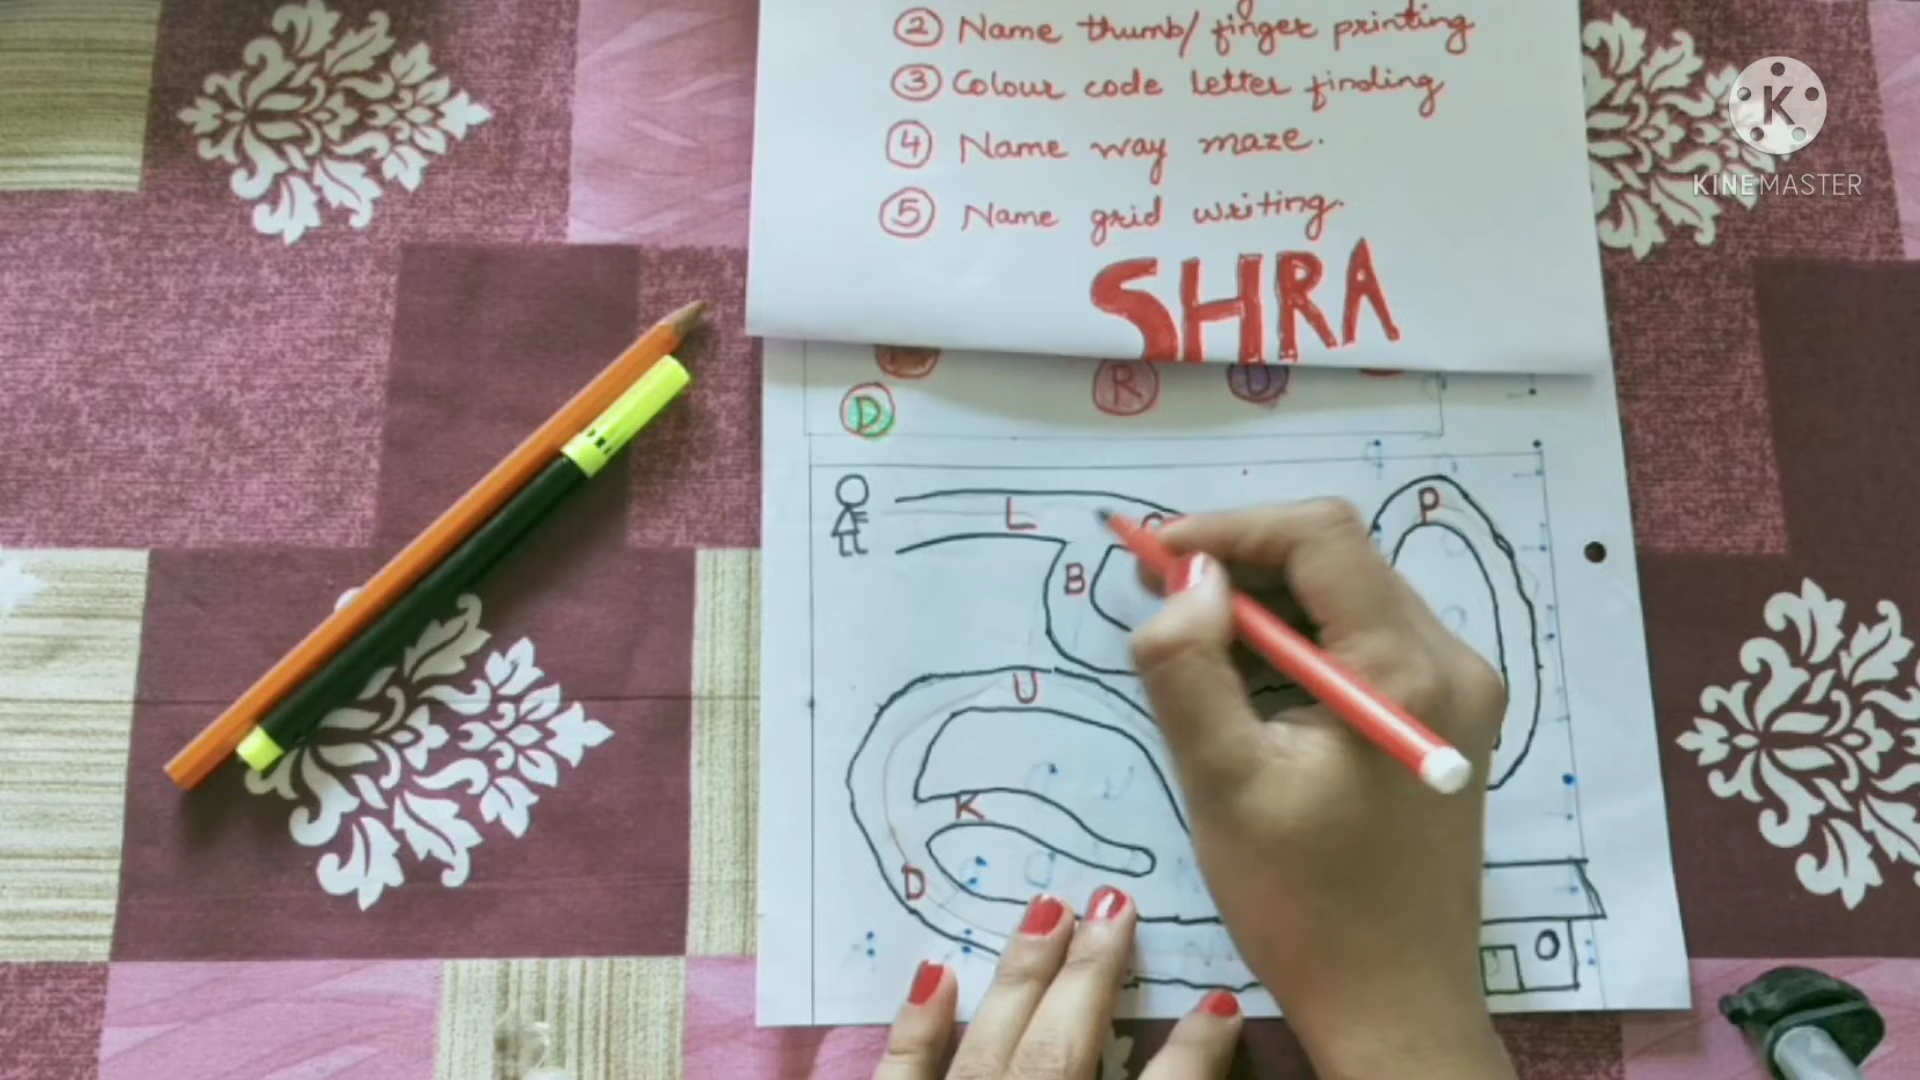 ② Name thumb/ finger printing
③ Colour code letter finding
④ Name way maze.
⑤ Name grid writing.
SHRA
R
D
L
P
B
U
K
D
K
KINEMASTER